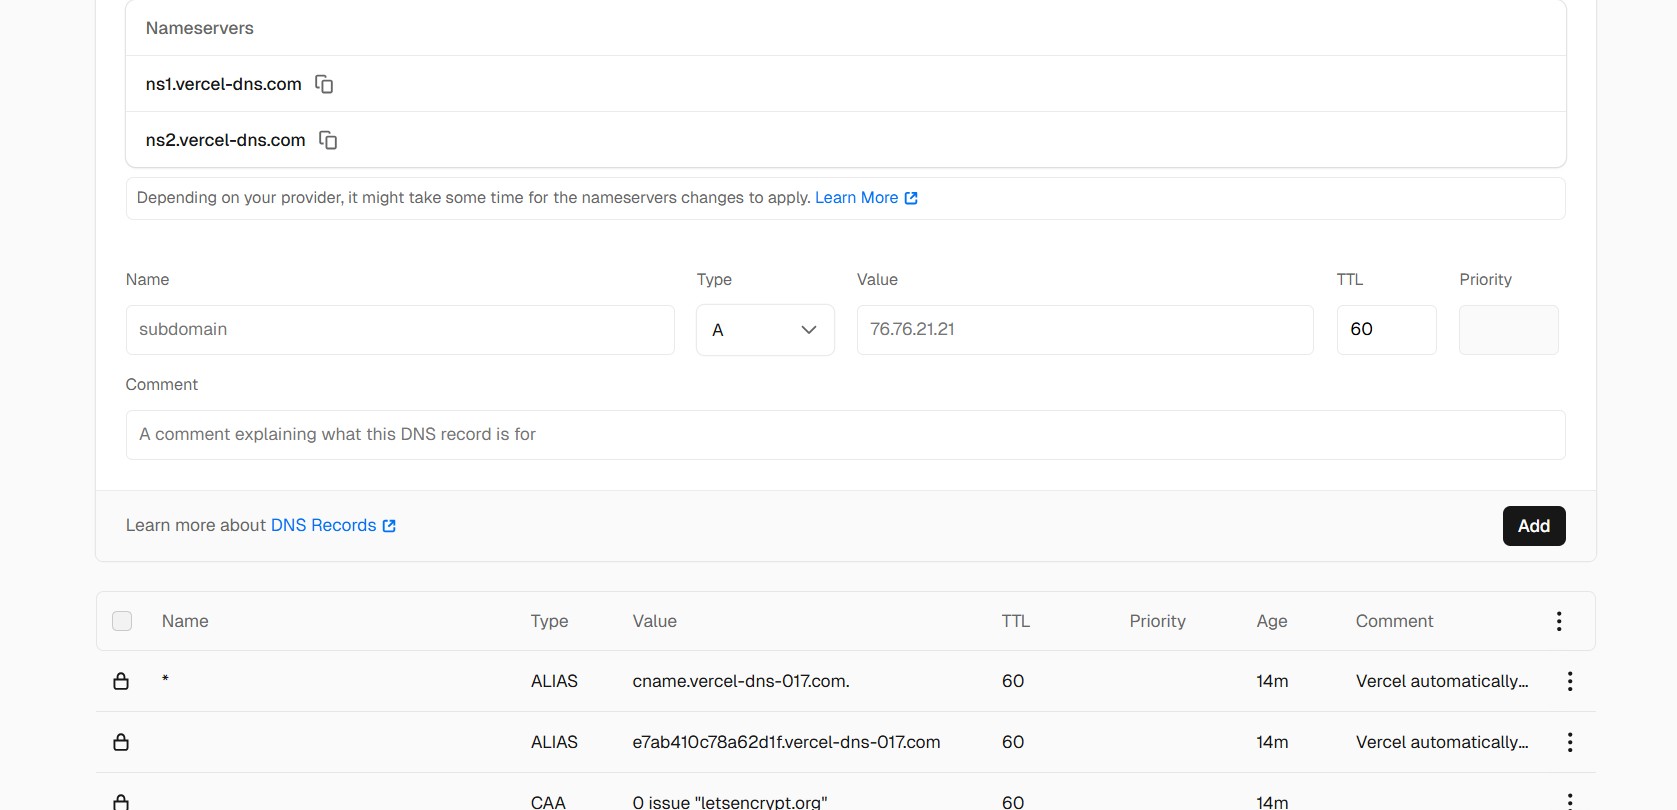 Nameservers
ns1.vercel-dns.com
ns2.vercel-dns.com
Depending on your provider, it might take some time for the nameservers changes to apply. Learn More
Name Type Value TTL Priority
subdomain A 76.76.21.21 60
Comment
A comment explaining what this DNS record is for
Learn more about DNS Records Add
Name Type Value TTL Priority Age Comment
* ALIAS cname.vercel-dns-017.com. 60 14m Vercel automatically...
ALIAS e7ab410c78a62d1f.vercel-dns-017.com 60 14m Vercel automatically...
CAA 0 issue "letsencrypt.org" 60 14m